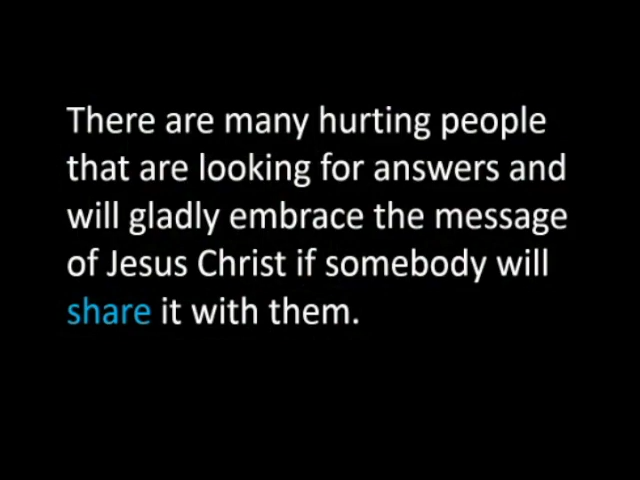 There are many hurting people
that are looking for answers and
will gladly embrace the message
of Jesus Christ if somebody will
share it with them.